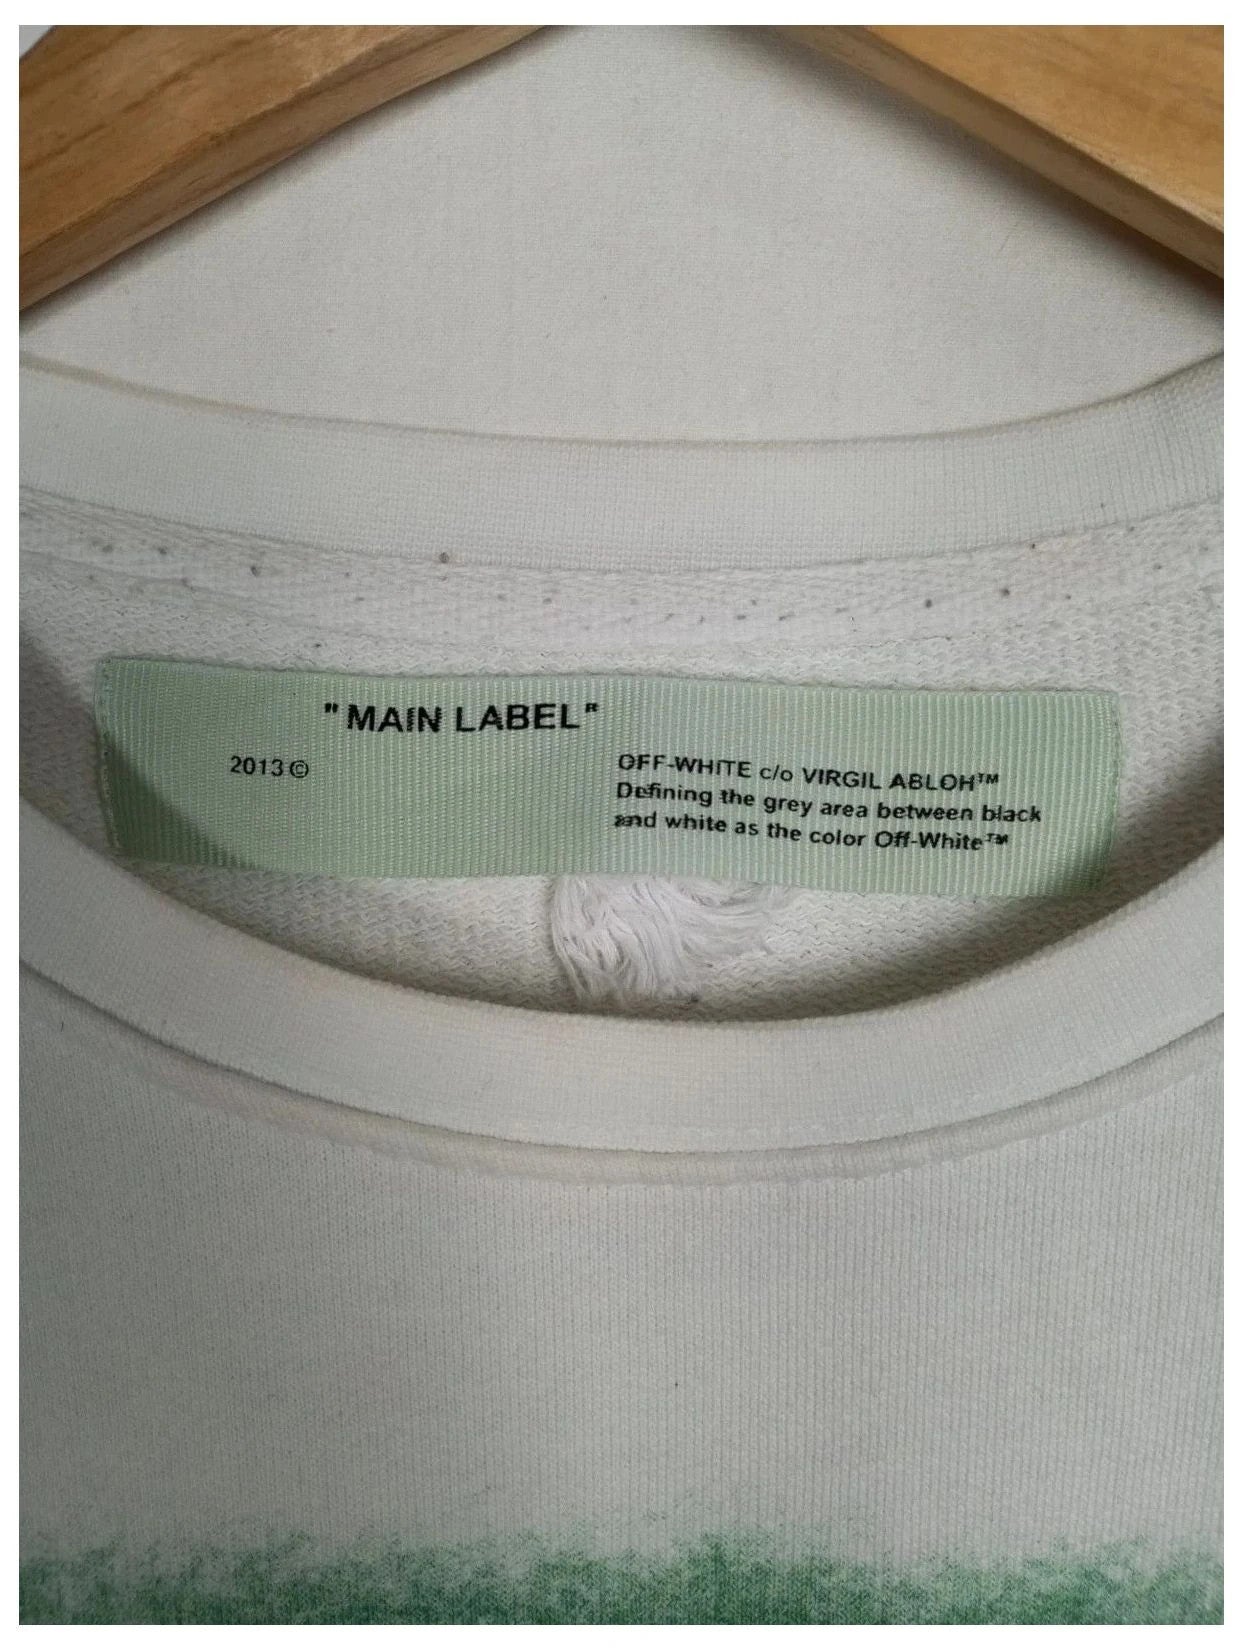 "MAIN LABEL"
2013 ©
OFF-WHITE c/o VIRGIL ABLOH™
Defining the grey area between black
and white as the color Off-White™